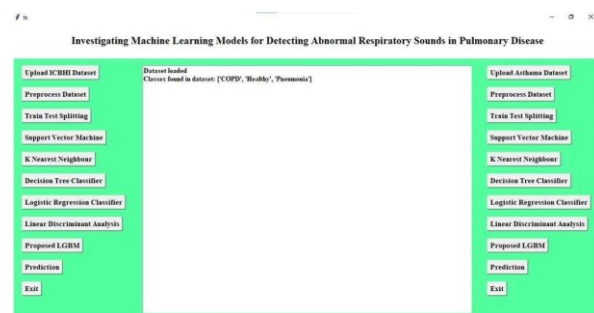 tk
Investigating Machine Learning Models for Detecting Abnormal Respiratory Sounds in Pulmonary Disease
Upload ICBHI Dataset
Preprocess Dataset
Train Test Splitting
Support Vector Machine
K Nearest Neighbour
Decision Tree Classifier
Logistic Regression Classifier
Linear Discriminant Analysis
Proposed LGBM
Prediction
Exit
Dataset loaded
Classes found in dataset: ['COPD', 'Healthy', 'Pneumonia']
Upload Asthama Dataset
Preprocess Dataset
Train Test Splitting
Support Vector Machine
K Nearest Neighbour
Decision Tree Classifier
Logistic Regression Classifier
Linear Discriminant Analysis
Proposed LGBM
Prediction
Exit